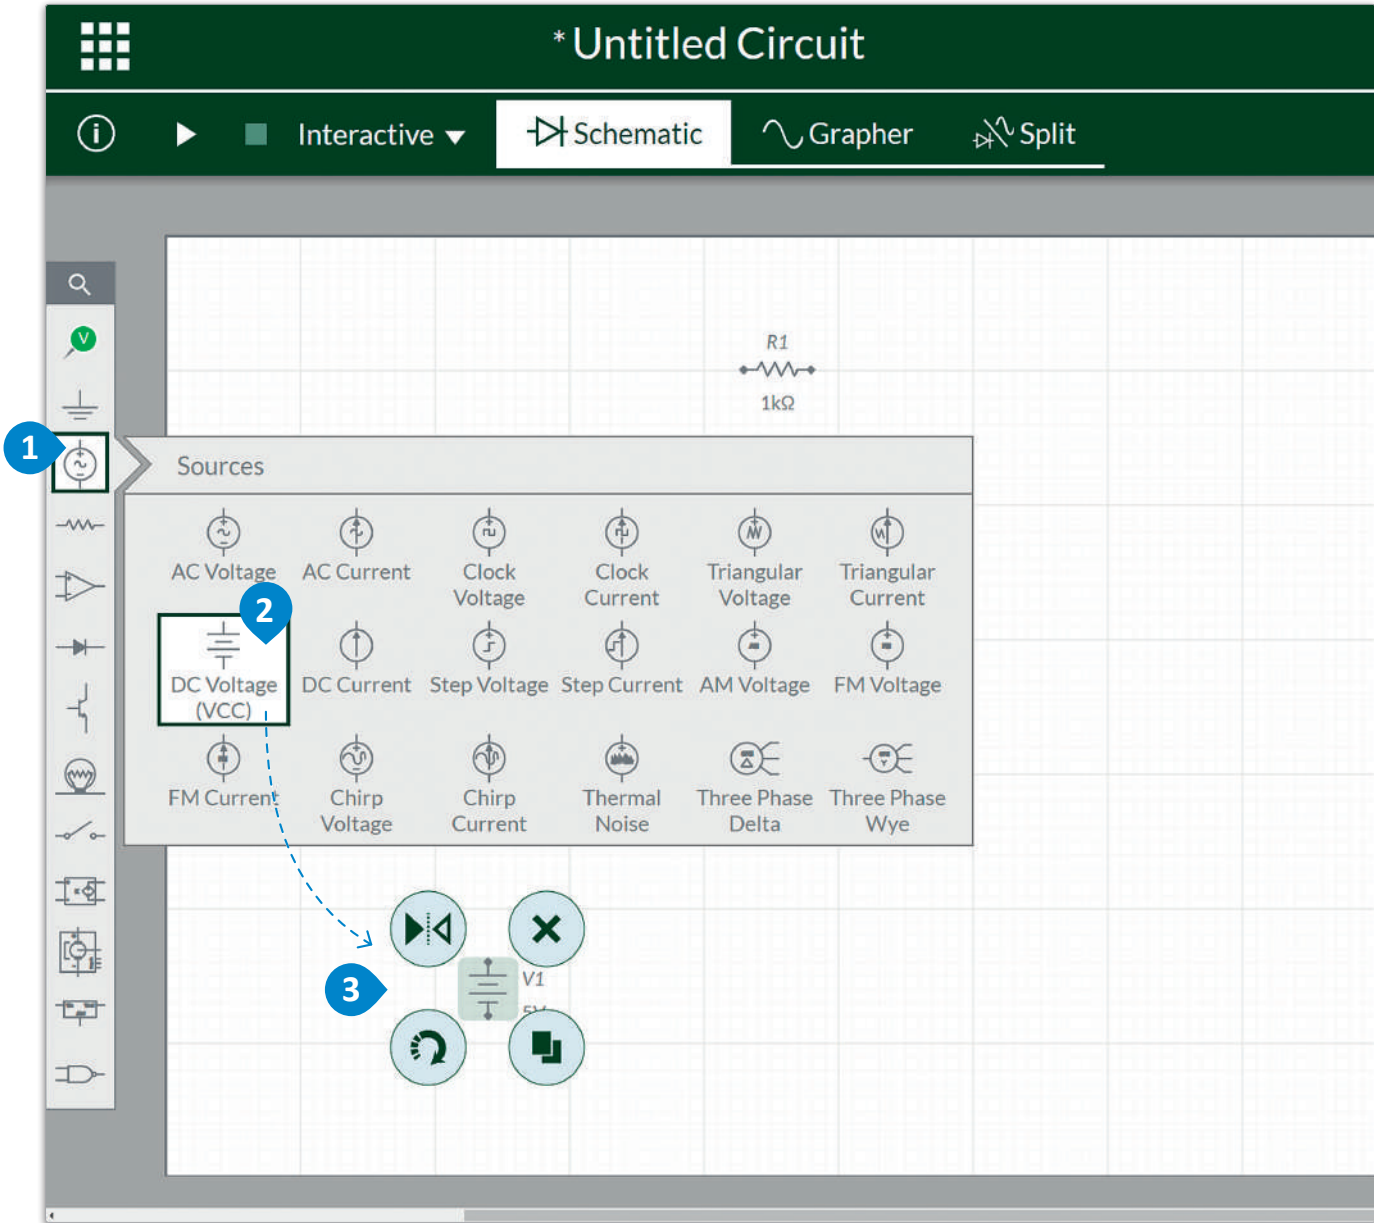 * Untitled Circuit
i
Interactive
Schematic
Grapher
Split
V
R1
1kΩ
1
Sources
AC Voltage
AC Current
Clock
Voltage
Clock
Current
Triangular
Voltage
Triangular
Current
2
DC Voltage
(VCC)
DC Current
Step Voltage
Step Current
AM Voltage
FM Voltage
FM Current
Chirp
Voltage
Chirp
Current
Thermal
Noise
Three Phase
Delta
Three Phase
Wye
3
V1
5V